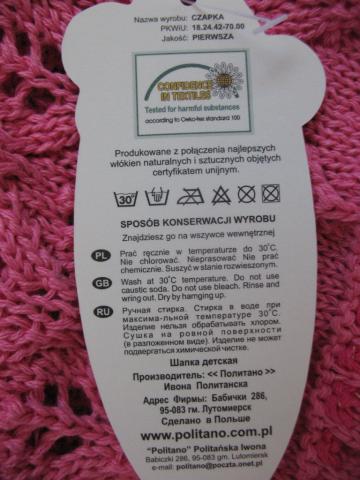 Nazwa wyrobu: CZAPKA
PKWiU: 18.24.42-70.00
Jakość: PIERWSZA
CONFIDENCE
IN TEXTILES
Tested for harmful substances
according to Oeko-tex standard 100
Produkowane z połączenia najlepszych
włókien naturalnych i sztucznych objętych
certyfikatem unijnym.
30°
SPOSÓB KONSERWACJI WYROBU
Znajdziesz go na wszywce wewnętrznej
PL Prać ręcznie w temperaturze do 30°C.
Nie chlorować. Nieprasować Nie prać
chemicznie. Suszyć w stanie rozwieszonym.
GB Wash at 30°C temperature. Do not use
caustic soda. Do not use bleach. Rinse and
wring out. Dry by hamging up.
RU Ручная стирка. Стирка в воде при
максима-льной температуре 30°С.
Изделие нельзя обрабатывать хлором.
Сушка на ровной поверхности
(в разложенном виде). Изделие не может
подвергаться химической чистке.
Шапка детская
Производитель: << Политано >>
Ивона Политанска
Адрес Фирмы: Бабички 286,
95-083 гм. Лутомиерск
Сделано в Польше
www.politano.com.pl
"Politano" Politańska Iwona
Babiczki 286, 95-083 gm. Lutomiersk
e-mail: politano@poczta.onet.pl